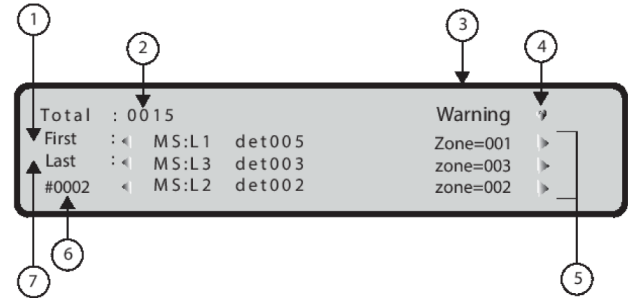 1
2
3
4
Total : 0015 Warning
First : MS:L1 det005 Zone=001
Last : MS:L3 det003 zone=003
#0002 MS:L2 det002 zone=002
6
7
5